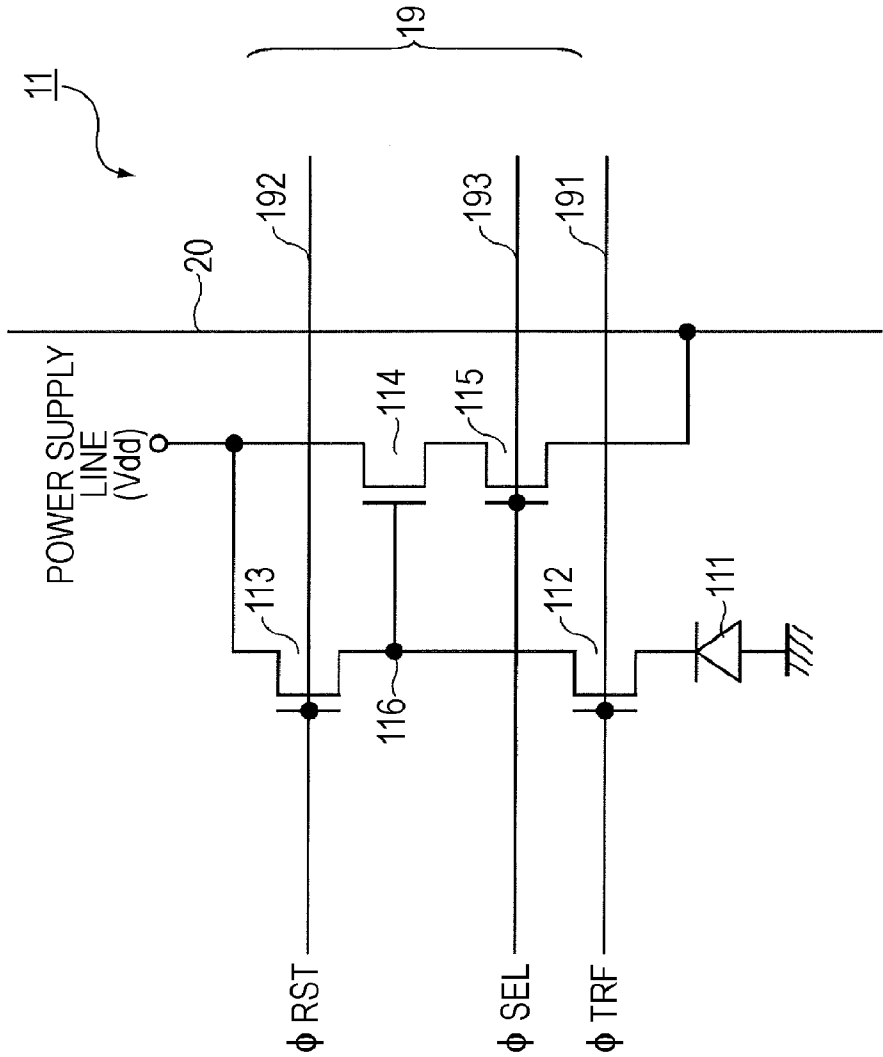 11
19
POWER SUPPLY
LINE
(Vdd)
20
192
193
191
113
114
115
116
112
111
ϕ RST
ϕ SEL
ϕ TRF